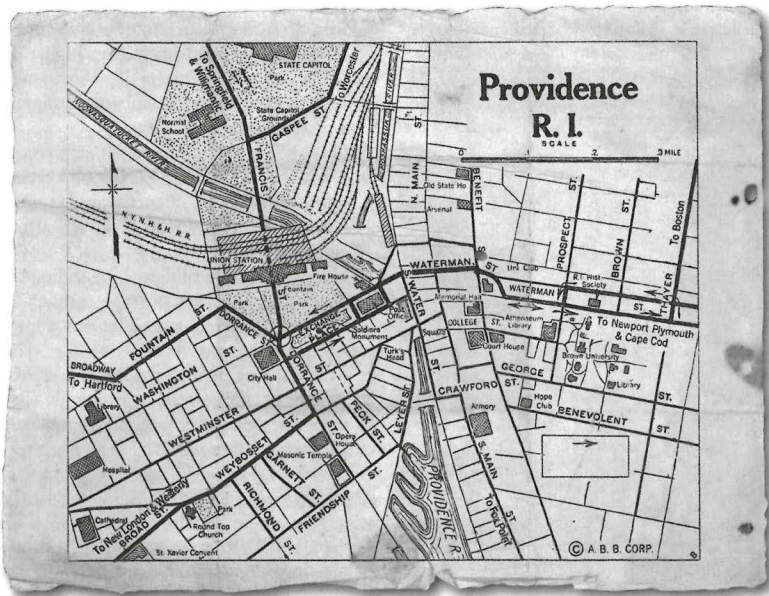 Providence
R. I.
SCALE
0 .1 .2 .3 MILE
To Springfield
& Willimantic
STATE CAPITOL
Park
To Worcester
State Capitol
Grounds
GASPEE ST.
Normal
School
WOONASQUATUCKET RIVER
FRANCIS
ST
RIVER
N. MAIN
ST.
BENEFIT
Old State Ho
Arsenal
N.Y. N.H. & H. R.R.
UNION STATION
Fire House
Fountain
Park
Park
WATERMAN
ST
Uni. Club
PROSPECT
ST.
BROWN
ST.
To Boston
THAYER
ST.
WATERMAN
ST
R.I. Hist
Society
To Newport Plymouth
& Cape Cod
S. WATER
ST.
Memorial Hall
Post
Office
Soldiers
Monument
EXCHANGE
PLACE
DORRANCE ST.
COLLEGE ST.
Athenaeum
Library
Square
Court House
Turk's
Head
Brown University
Library
GEORGE
ST.
Hope
Club
BENEVOLENT
ST.
CRAWFORD
Armory
S. MAIN
ST
To Fox Point
FOUNTAIN
ST.
BROADWAY
To Hartford
WASHINGTON
ST.
City Hall
DORRANCE
ST.
Library
WESTMINSTER
ST.
PECK ST.
Opera
House
Masonic Temple
WEYBOSSET
ST.
Hospital
GARNETT
ST.
FRIENDSHIP
ST.
RICHMOND
ST.
PROVIDENCE R.
Cathedral
To New London & Westerly
BROAD ST.
Park
Round Top
Church
St. Xavier Convent
© A. B. B. CORP.
8